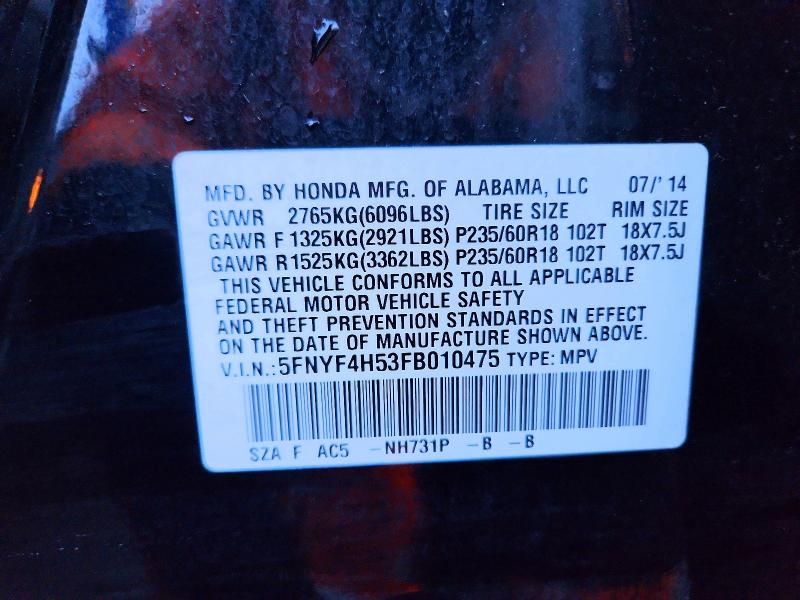 MFD. BY HONDA MFG. OF ALABAMA, LLC 07/' 14
GVWR 2765KG(6096LBS) TIRE SIZE RIM SIZE
GAWR F 1325KG(2921LBS) P235/60R18 102T 18X7.5J
GAWR R1525KG(3362LBS) P235/60R18 102T 18X7.5J
THIS VEHICLE CONFORMS TO ALL APPLICABLE
FEDERAL MOTOR VEHICLE SAFETY
AND THEFT PREVENTION STANDARDS IN EFFECT
ON THE DATE OF MANUFACTURE SHOWN ABOVE.
V.I.N.:5FNYF4H53FB010475 TYPE: MPV
SZA F AC5 -NH731P -B -B